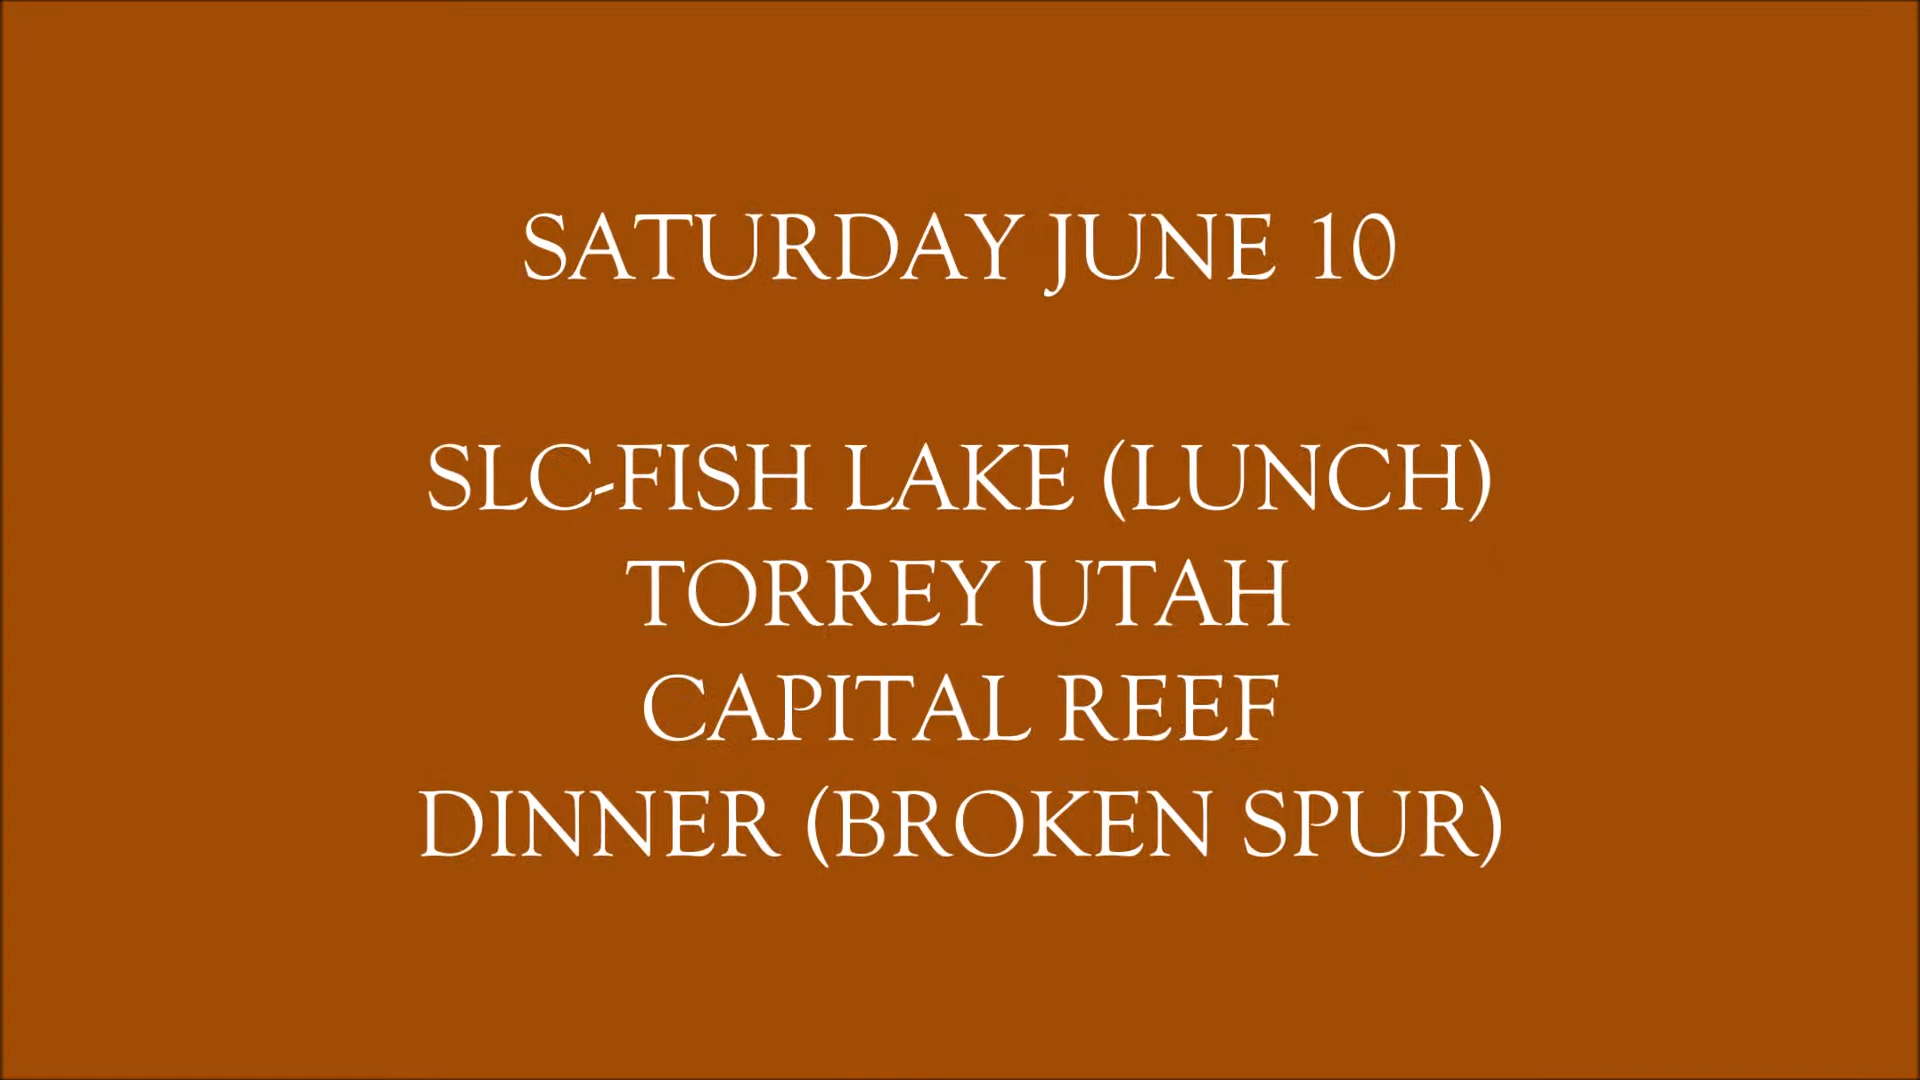 SATURDAY JUNE 10
SLC-FISH LAKE (LUNCH)
TORREY UTAH
CAPITAL REEF
DINNER (BROKEN SPUR)